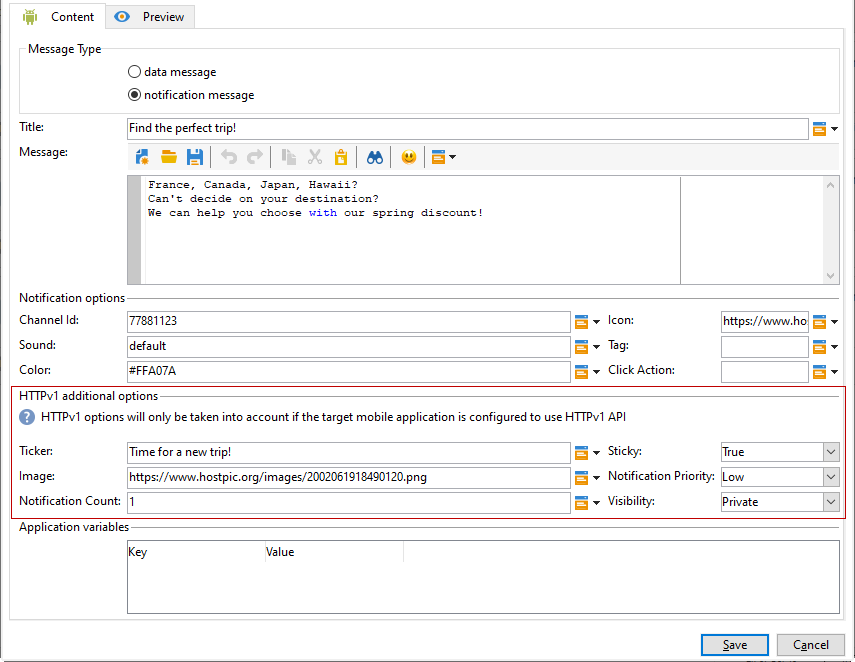 Content Preview
Message Type
data message
notification message
Title: Find the perfect trip!
Message:
France, Canada, Japan, Hawaii?
Can't decide on your destination?
We can help you choose with our spring discount!
Notification options
Channel Id: 77881123 Icon: https://www.ho
Sound: default Tag:
Color: #FFA07A Click Action:
HTTPv1 additional options
? HTTPv1 options will only be taken into account if the target mobile application is configured to use HTTPv1 API
Ticker: Time for a new trip! Sticky: True
Image: https://www.hostpic.org/images/2002061918490120.png Notification Priority: Low
Notification Count: 1 Visibility: Private
Application variables
Key Value
Save Cancel